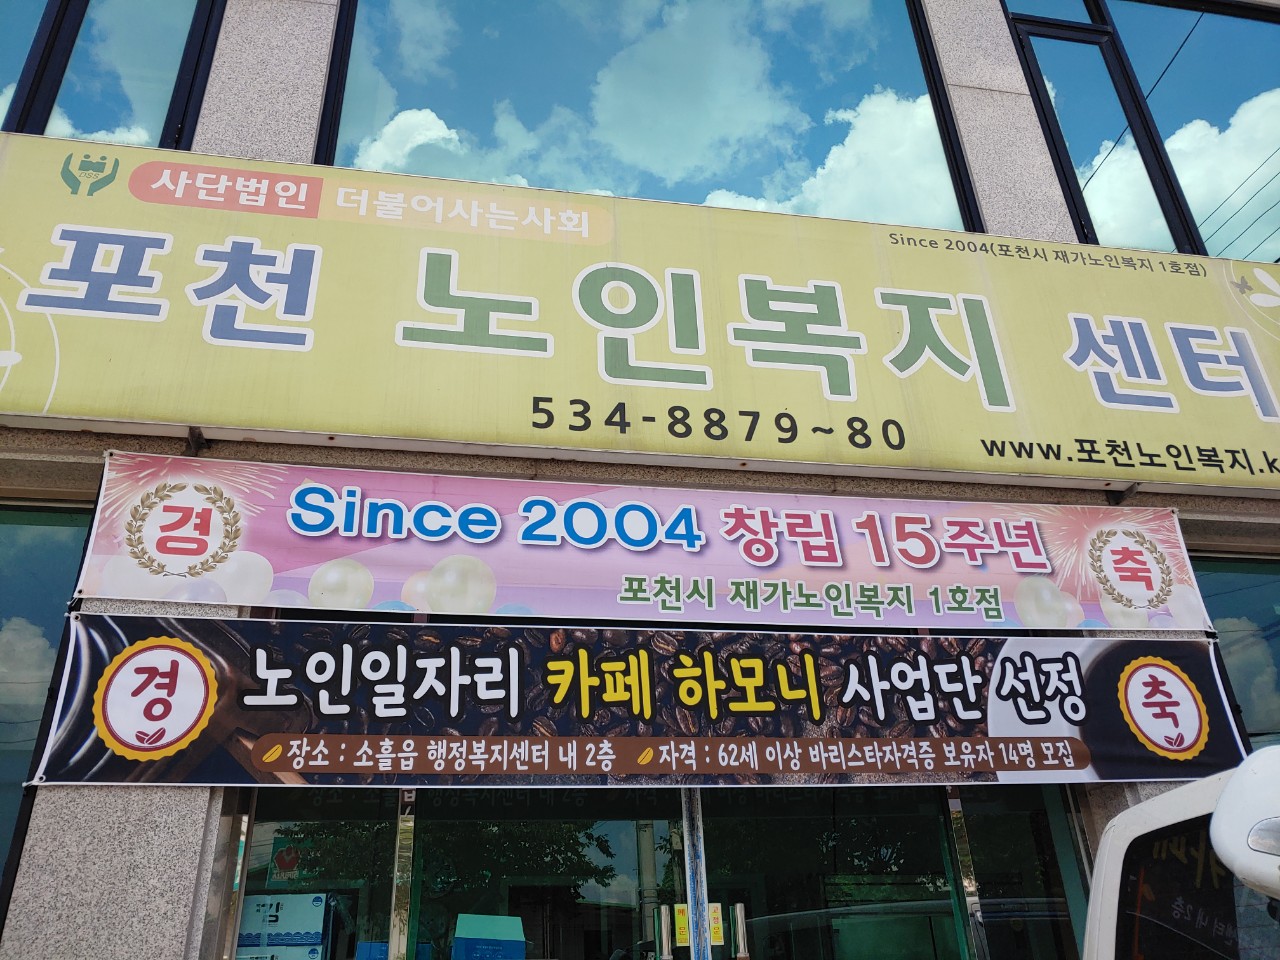 DSS
사단법인 더불어사는사회
Since 2004(포천시 재가노인복지 1호점)
포천 노인복지 센터
534-8879~80
www.포천노인복지.k
경 Since 2004 창립 15주년 축
포천시 재가노인복지 1호점
경 노인일자리 카페 하모니 사업단 선정 축
장소 : 소흘읍 행정복지센터 내 2층 자격 : 62세 이상 바리스타자격증 보유자 14명 모집